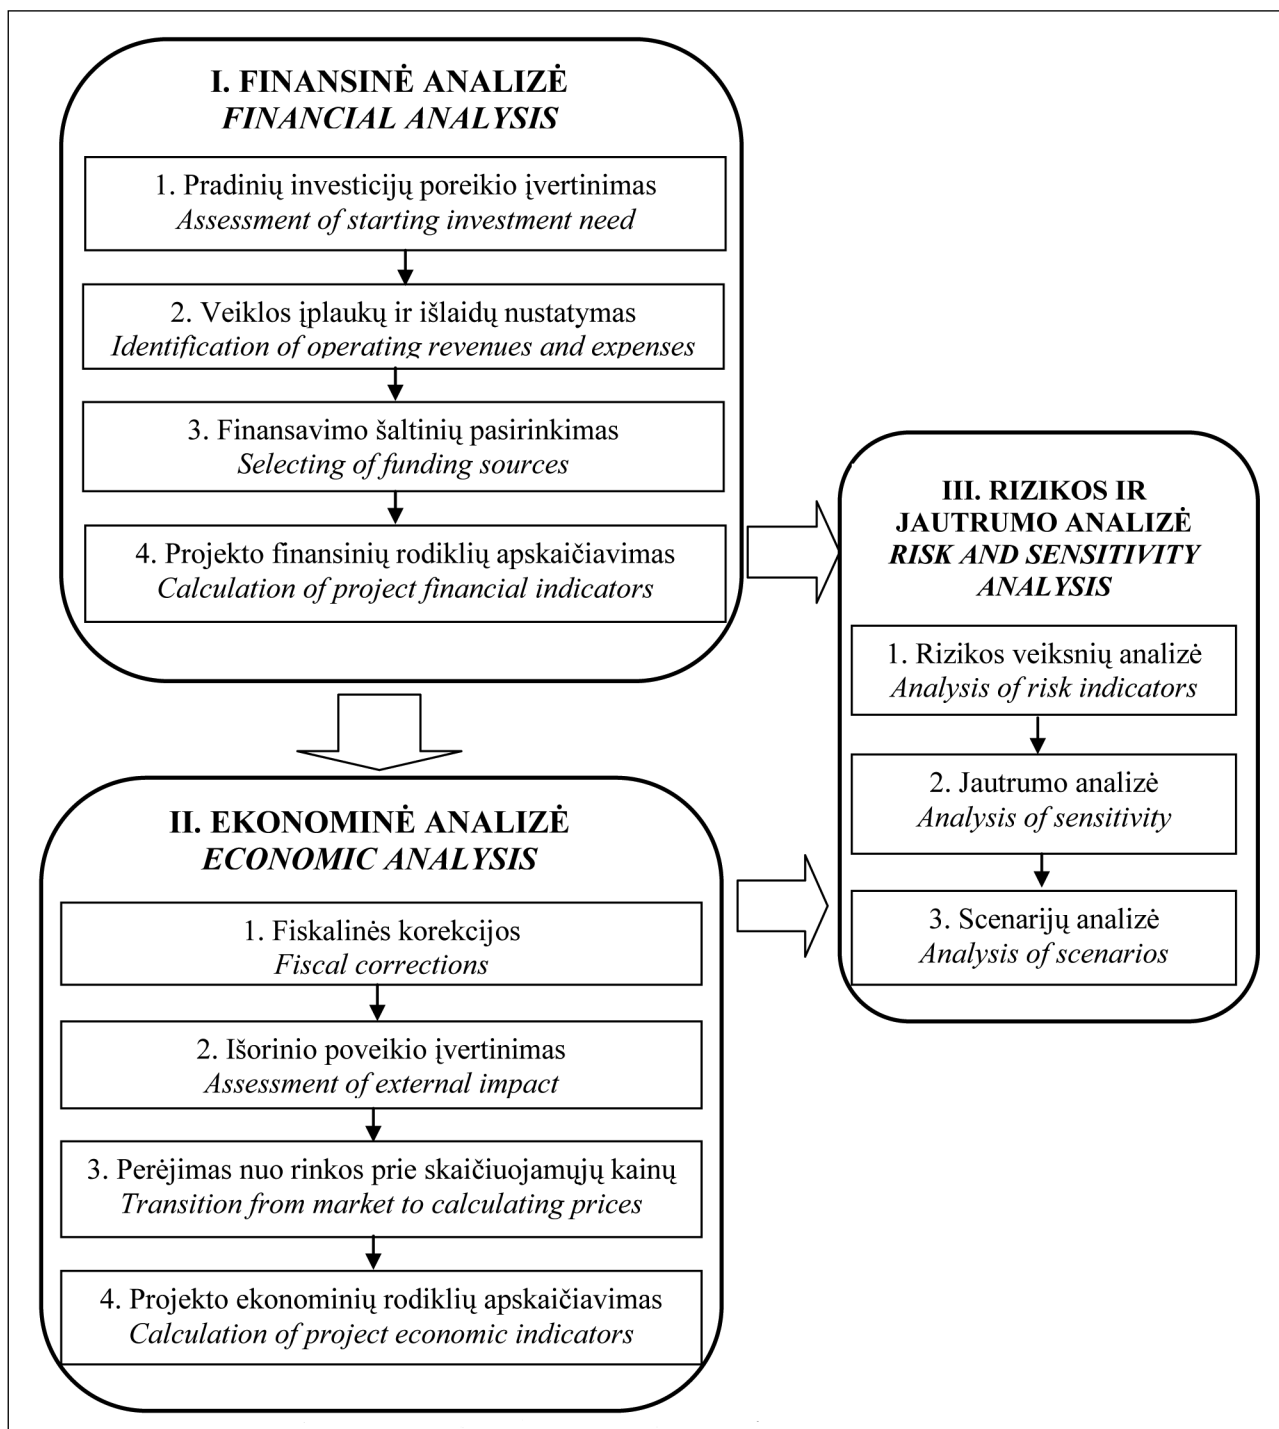 I. FINANSINĖ ANALIZĖ
FINANCIAL ANALYSIS
1. Pradinių investicijų poreikio įvertinimas
Assessment of starting investment need
2. Veiklos įplaukų ir išlaidų nustatymas
Identification of operating revenues and expenses
3. Finansavimo šaltinių pasirinkimas
Selecting of funding sources
4. Projekto finansinių rodiklių apskaičiavimas
Calculation of project financial indicators
II. EKONOMINĖ ANALIZĖ
ECONOMIC ANALYSIS
1. Fiskalinės korekcijos
Fiscal corrections
2. Išorinio poveikio įvertinimas
Assessment of external impact
3. Perėjimas nuo rinkos prie skaičiuojamųjų kainų
Transition from market to calculating prices
4. Projekto ekonominių rodiklių apskaičiavimas
Calculation of project economic indicators
III. RIZIKOS IR
JAUTRUMO ANALIZĖ
RISK AND SENSITIVITY
ANALYSIS
1. Rizikos veiksnių analizė
Analysis of risk indicators
2. Jautrumo analizė
Analysis of sensitivity
3. Scenarijų analizė
Analysis of scenarios